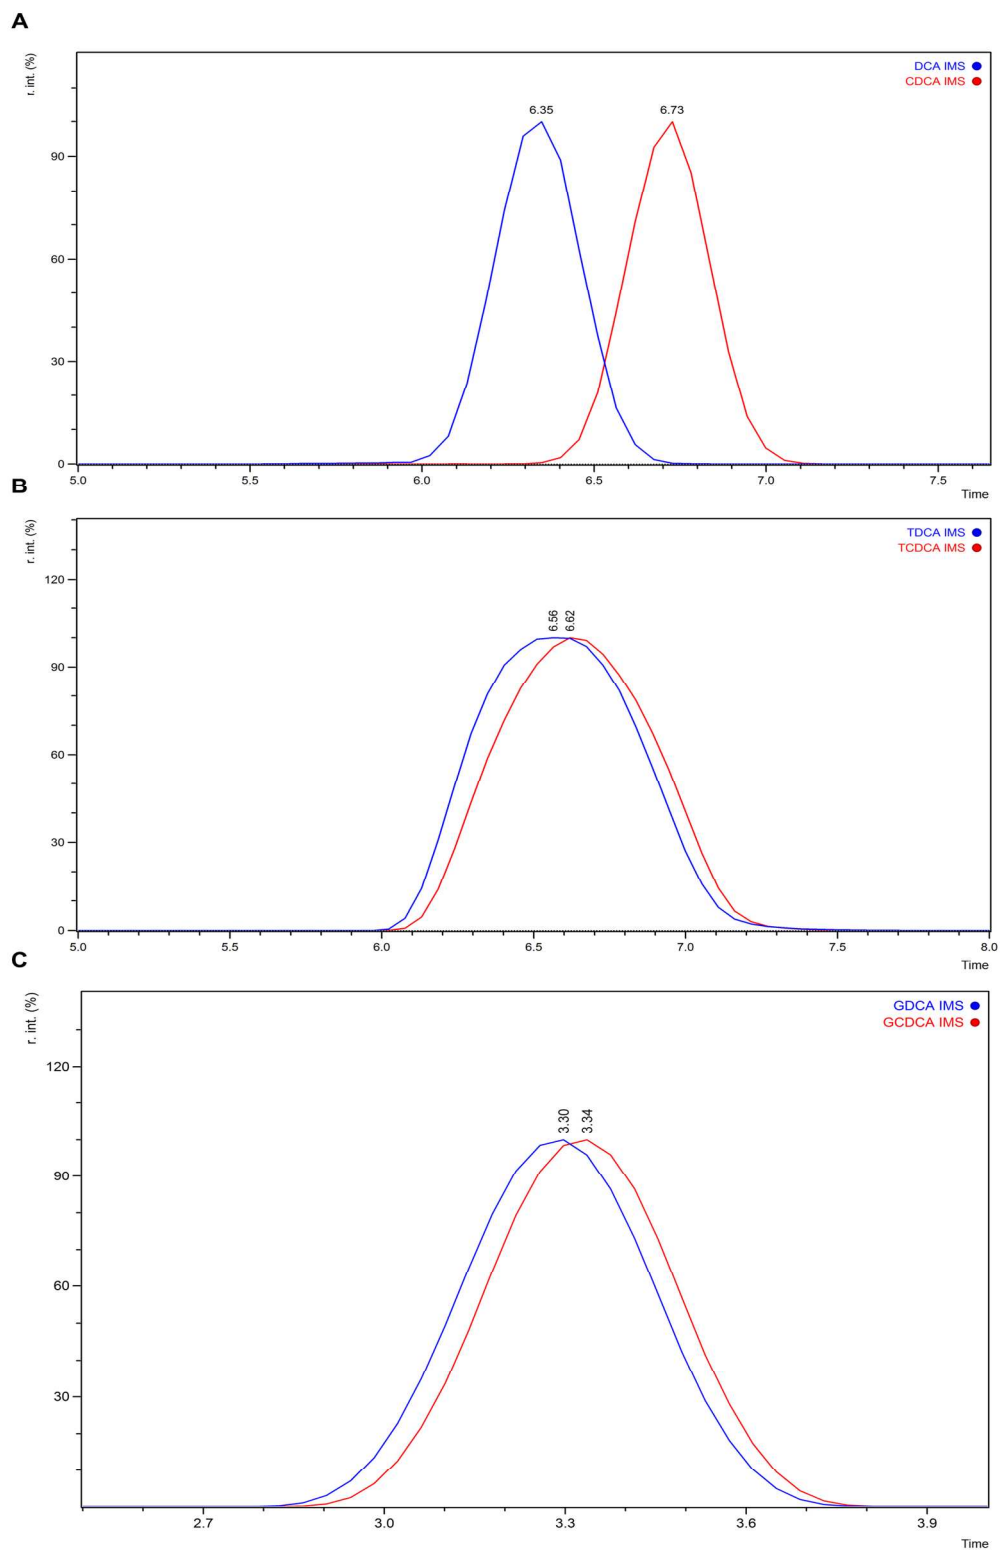 A
r. int. (%)
DCA IMS
CDCA IMS
6.35
6.73
90
60
30
0
5.0
5.5
6.0
6.5
7.0
7.5
Time
B
r. int. (%)
TDCA IMS
TCDCA IMS
120
6.56
6.62
90
60
30
0
5.0
5.5
6.0
6.5
7.0
7.5
8.0
Time
C
r. int. (%)
GDCA IMS
GCDCA IMS
120
3.30
3.34
90
60
30
2.7
3.0
3.3
3.6
3.9
Time